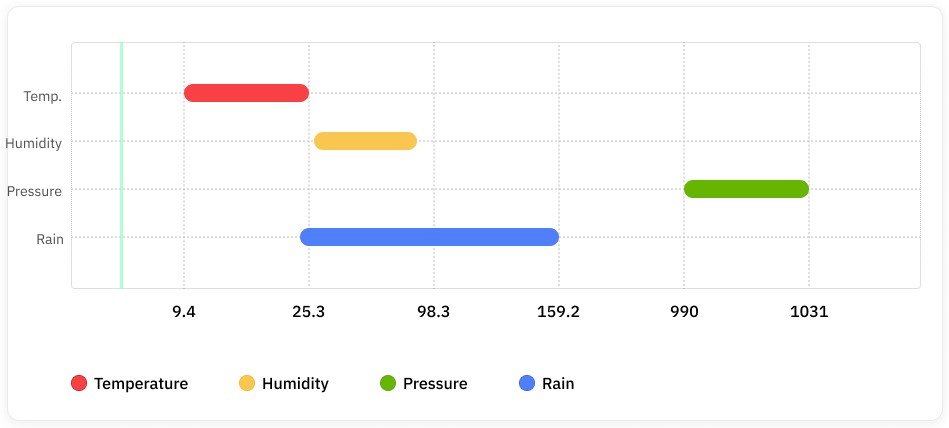 Temp.
Humidity
Pressure
Rain
9.4 25.3 98.3 159.2 990 1031
Temperature Humidity Pressure Rain